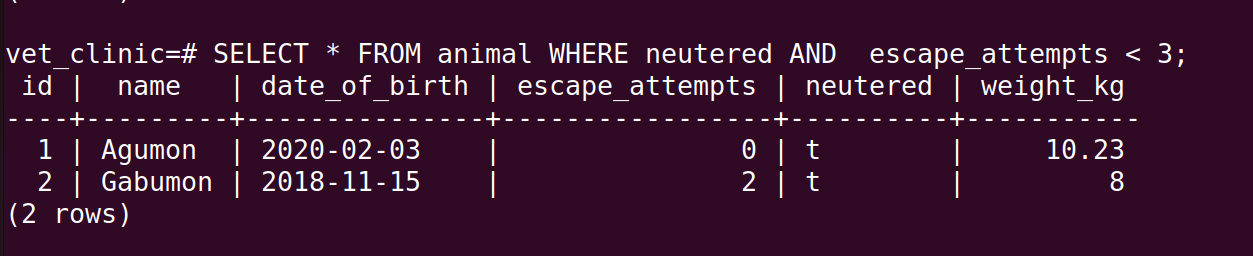 vet_clinic=# SELECT * FROM animal WHERE neutered AND  escape_attempts < 3;
 id |  name   | date_of_birth | escape_attempts | neutered | weight_kg
----+---------+---------------+-----------------+----------+-----------
  1 | Agumon  | 2020-02-03    |               0 | t        |     10.23
  2 | Gabumon | 2018-11-15    |               2 | t        |         8
(2 rows)